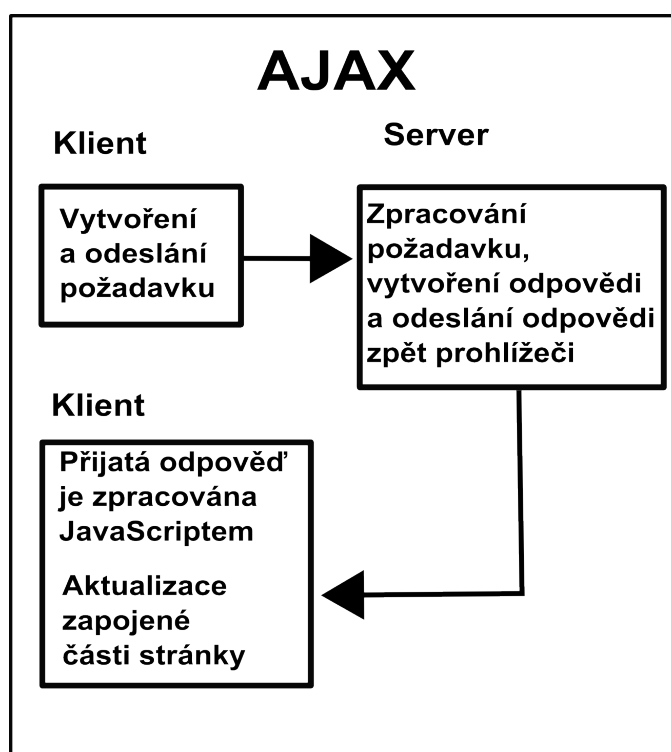 AJAX
Klient
Vytvoření
a odeslání
požadavku
Server
Zpracování
požadavku,
vytvoření odpovědi
a odeslání odpovědi
zpět prohlížeči
Klient
Přijatá odpověď
je zpracována
JavaScriptem
Aktualizace
zapojené
části stránky